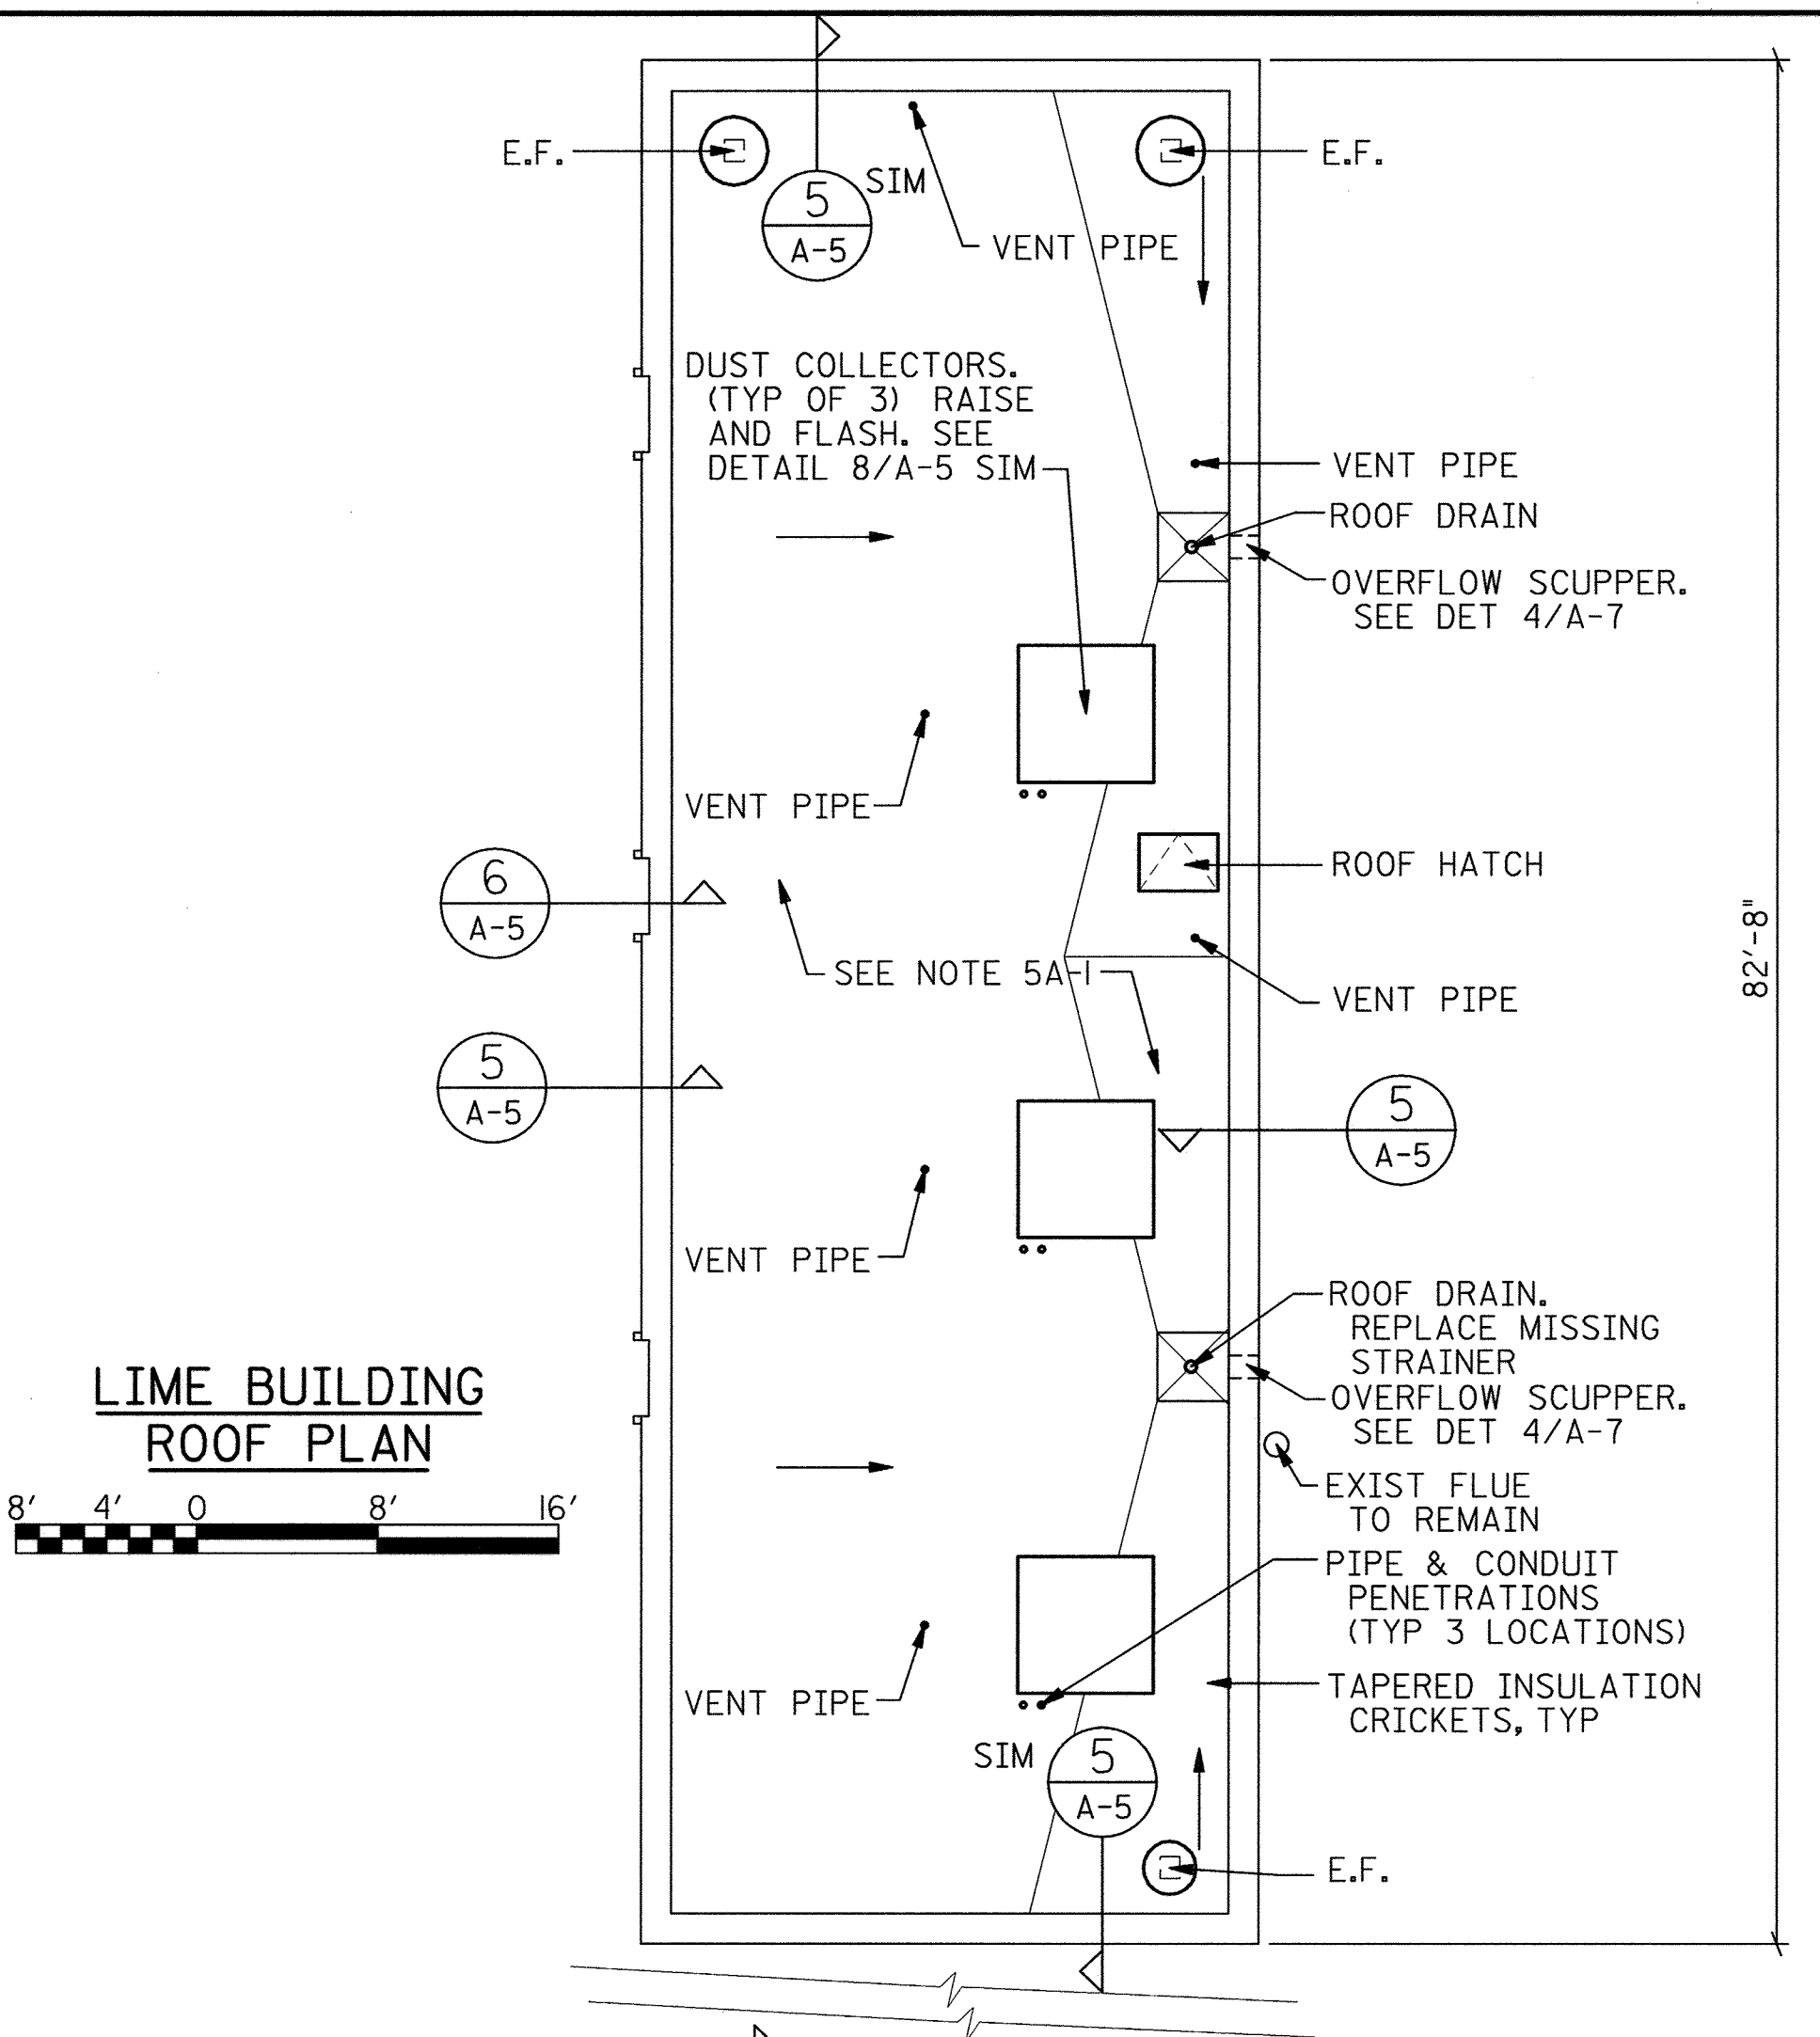 E.F.
E.F.
5
A-5
SIM
VENT PIPE
DUST COLLECTORS.
(TYP OF 3) RAISE
AND FLASH. SEE
DETAIL 8/A-5 SIM
VENT PIPE
ROOF DRAIN
OVERFLOW SCUPPER.
SEE DET 4/A-7
VENT PIPE
ROOF HATCH
6
A-5
SEE NOTE 5A-1
VENT PIPE
82'-8"
5
A-5
5
A-5
VENT PIPE
ROOF DRAIN.
REPLACE MISSING
STRAINER
OVERFLOW SCUPPER.
SEE DET 4/A-7
LIME BUILDING
ROOF PLAN
8' 4' 0 8' 16'
EXIST FLUE
TO REMAIN
PIPE & CONDUIT
PENETRATIONS
(TYP 3 LOCATIONS)
VENT PIPE
TAPERED INSULATION
CRICKETS, TYP
SIM
5
A-5
E.F.